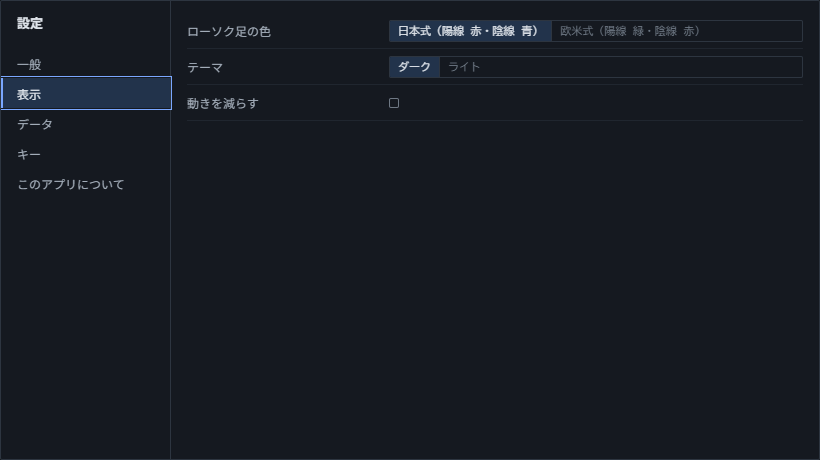 設定
一般
表示
データ
キー
このアプリについて
ローソク足の色 日本式（陽線 赤・陰線 青） 欧米式（陽線 緑・陰線 赤）
テーマ ダーク ライト
動きを減らす